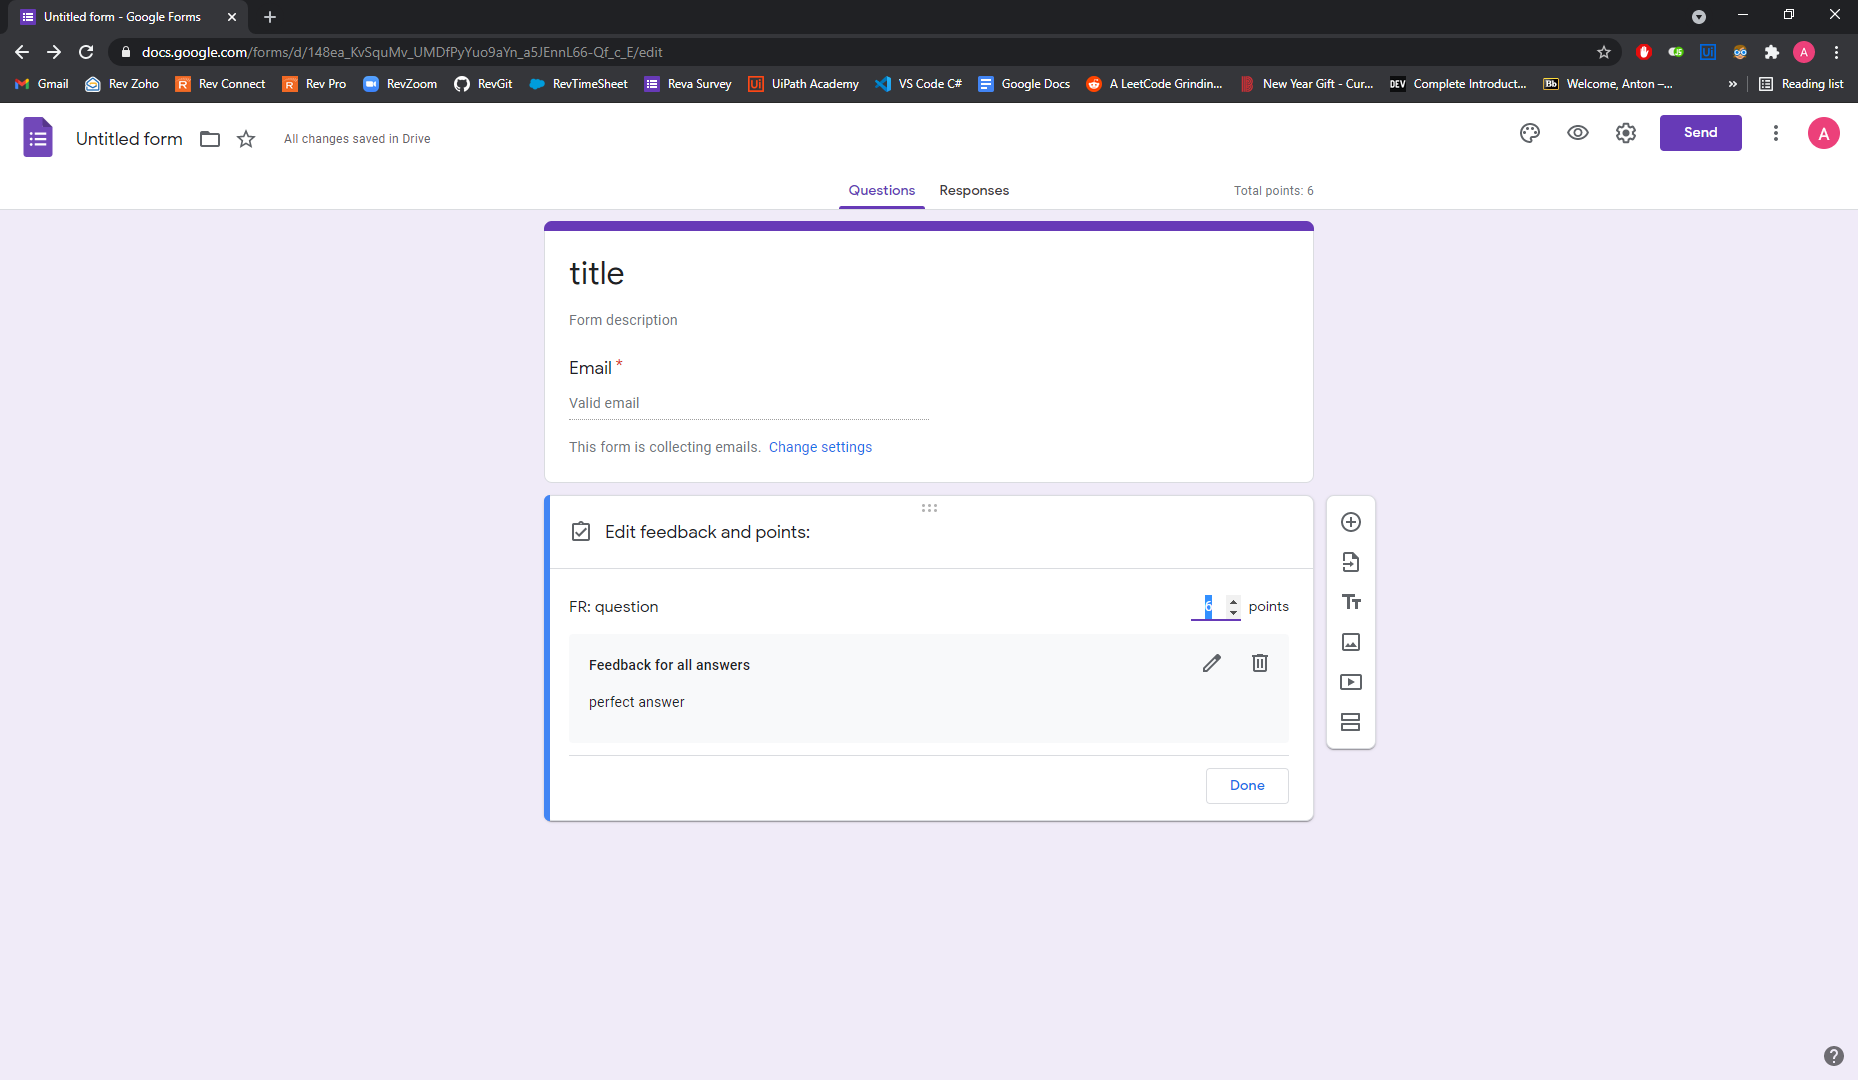 Untitled form - Google Forms
docs.google.com/forms/d/148ea_KvSquMv_UMDfPyYuo9aYn_a5JEnnL66-Qf_c_E/edit
A
Gmail Rev Zoho Rev Connect Rev Pro RevZoom RevGit RevTimeSheet Reva Survey UiPath Academy VS Code C# Google Docs A LeetCode Grindin... New Year Gift - Cur... DEV Complete Introduct... Bb Welcome, Anton –... » Reading list
Untitled form All changes saved in Drive Send A
Questions Responses Total points: 6
title
Form description
Email *
Valid email
This form is collecting emails. Change settings
Edit feedback and points:
FR: question 6 points
Feedback for all answers
perfect answer
Done